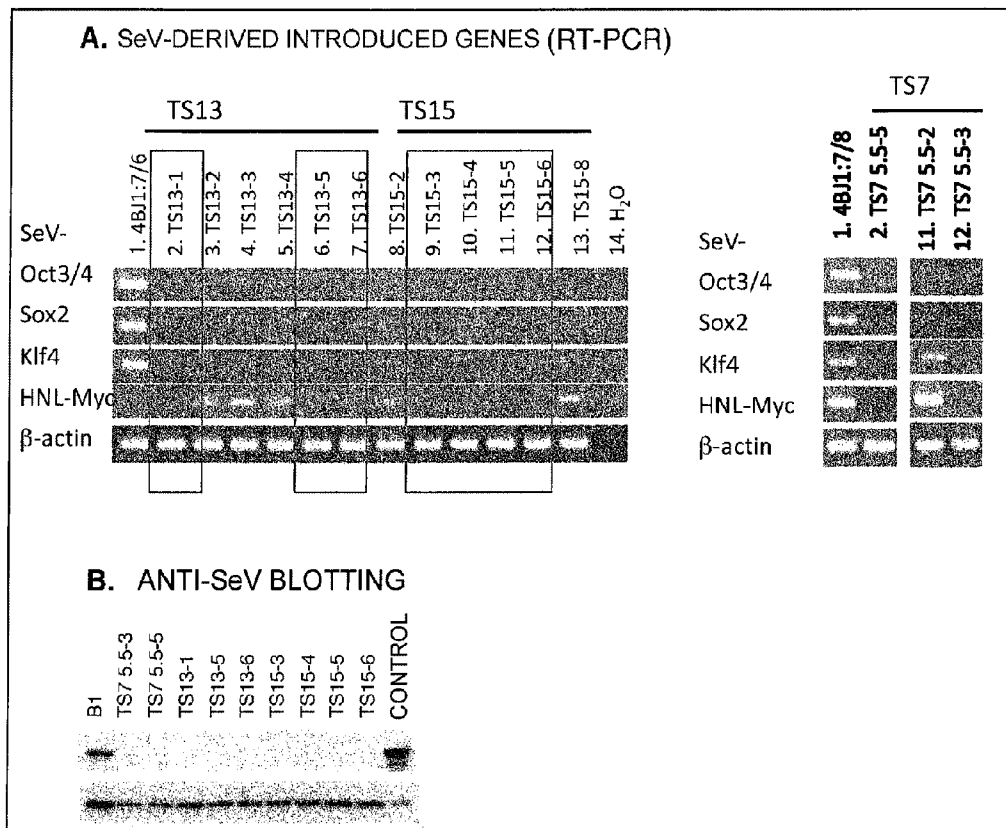 A. SeV-DERIVED INTRODUCED GENES (RT-PCR)
TS13
TS15
1. 4BJ1:7/6
2. TS13-1
3. TS13-2
4. TS13-3
5. TS13-4
6. TS13-5
7. TS13-6
8. TS15-2
9. TS15-3
10. TS15-4
11. TS15-5
12. TS15-6
13. TS15-8
14. H₂O
SeV-
Oct3/4
Sox2
Klf4
HNL-Myc
β-actin
TS7
1. 4BJ1:7/8
2. TS7 5.5-5
11. TS7 5.5-2
12. TS7 5.5-3
SeV-
Oct3/4
Sox2
Klf4
HNL-Myc
β-actin
B. ANTI-SeV BLOTTING
B1
TS7 5.5-3
TS7 5.5-5
TS13-1
TS13-5
TS13-6
TS15-3
TS15-4
TS15-5
TS15-6
CONTROL